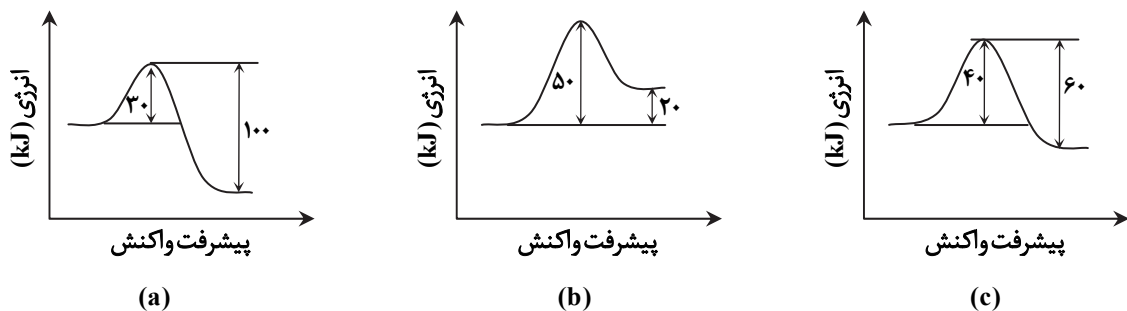 انرژی (kJ)
۳۰
۱۰۰
پیشرفت واکنش
(a)
انرژی (kJ)
۵۰
۲۰
پیشرفت واکنش
(b)
انرژی (kJ)
۴۰
۶۰
پیشرفت واکنش
(c)